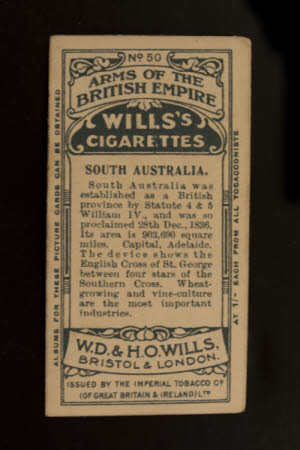 No 50
ARMS OF THE
BRITISH EMPIRE
WILLS'S
CIGARETTES
SOUTH AUSTRALIA.
South Australia was
established as a British
province by Statute 4 & 5
William IV., and was so
proclaimed 28th Dec., 1836.
Its area is 903,690 square
miles. Capital, Adelaide.
The device shows the
English Cross of St. George
between four stars of the
Southern Cross. Wheat-
growing and vine-culture
are the most important
industries.
W.D. & H.O. WILLS,
BRISTOL & LONDON.
ISSUED BY THE IMPERIAL TOBACCO Co
(OF GREAT BRITAIN & IRELAND) LTD
ALBUMS FOR THESE PICTURE CARDS CAN BE OBTAINED
AT 1/- EACH FROM ALL TOBACCONISTS